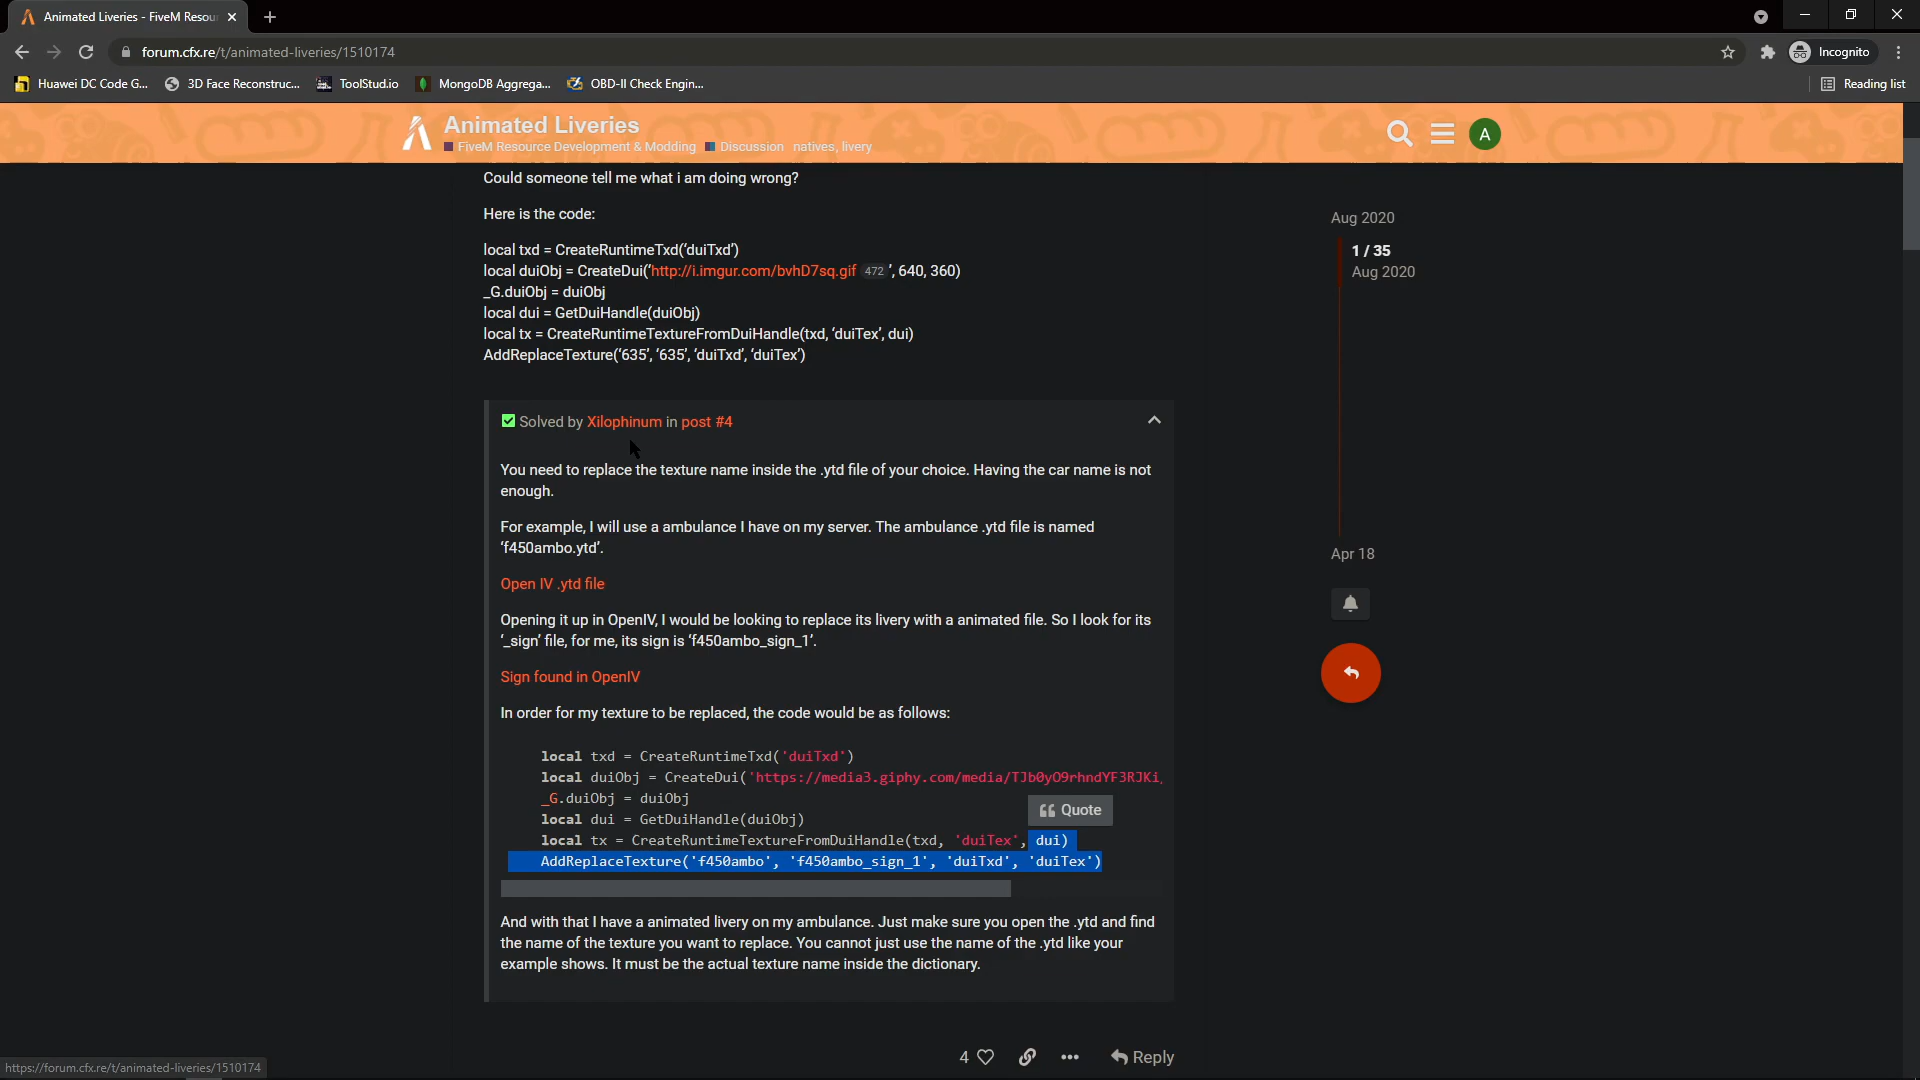 Animated Liveries - FiveM Resou
forum.cfx.re/t/animated-liveries/1510174
Incognito
Huawei DC Code G...
3D Face Reconstruc...
ToolStud.io
MongoDB Aggrega...
OBD-II Check Engin...
Reading list
Animated Liveries
FiveM Resource Development & Modding Discussion natives, livery
A
Could someone tell me what i am doing wrong?
Here is the code:
local txd = CreateRuntimeTxd(‘duiTxd’)
local duiObj = CreateDui(‘http://i.imgur.com/bvhD7sq.gif 472 ’, 640, 360)
_G.duiObj = duiObj
local dui = GetDuiHandle(duiObj)
local tx = CreateRuntimeTextureFromDuiHandle(txd, ‘duiTex’, dui)
AddReplaceTexture(‘635’, ‘635’, ‘duiTxd’, ‘duiTex’)
Aug 2020
1 / 35
Aug 2020
Apr 18
Solved by Xilophinum in post #4
You need to replace the texture name inside the .ytd file of your choice. Having the car name is not
enough.
For example, I will use a ambulance I have on my server. The ambulance .ytd file is named
‘f450ambo.ytd’.
Open IV .ytd file
Opening it up in OpenIV, I would be looking to replace its livery with a animated file. So I look for its
‘_sign’ file, for me, its sign is ‘f450ambo_sign_1’.
Sign found in OpenIV
In order for my texture to be replaced, the code would be as follows:
local txd = CreateRuntimeTxd('duiTxd')
local duiObj = CreateDui('https://media3.giphy.com/media/TJb0yO9rhndYF3RJKi
_G.duiObj = duiObj
Quote
local dui = GetDuiHandle(duiObj)
local tx = CreateRuntimeTextureFromDuiHandle(txd, 'duiTex', dui)
AddReplaceTexture('f450ambo', 'f450ambo_sign_1', 'duiTxd', 'duiTex')
And with that I have a animated livery on my ambulance. Just make sure you open the .ytd and find
the name of the texture you want to replace. You cannot just use the name of the .ytd like your
example shows. It must be the actual texture name inside the dictionary.
4
Reply
https://forum.cfx.re/t/animated-liveries/1510174